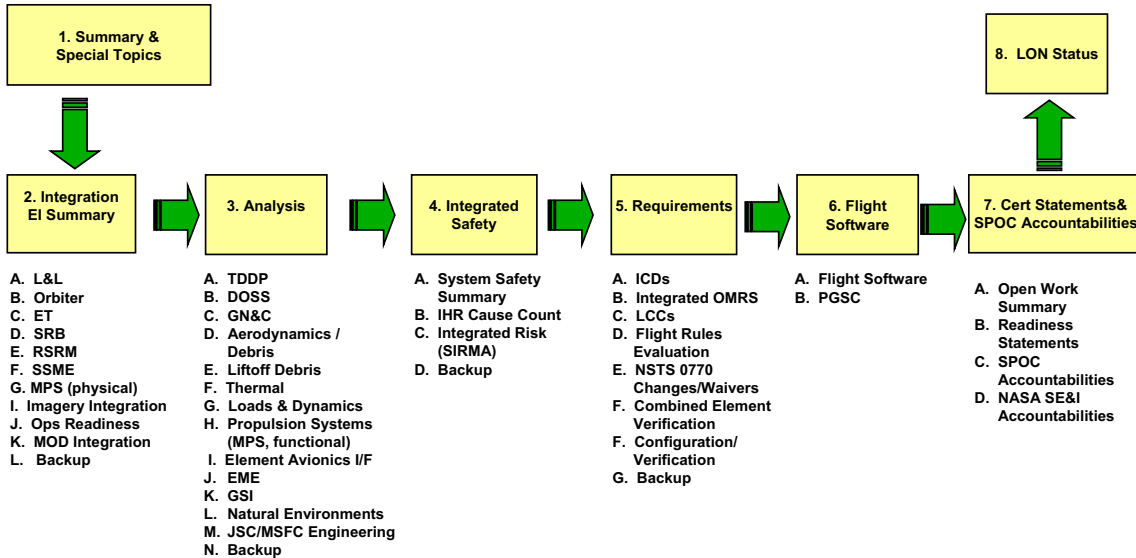 1. Summary &
Special Topics
8. LON Status
2. Integration
EI Summary
3. Analysis
4. Integrated
Safety
5. Requirements
6. Flight
Software
7. Cert Statements&
SPOC Accountabilities
A. L&L
B. Orbiter
C. ET
D. SRB
E. RSRM
F. SSME
G. MPS (physical)
I. Imagery Integration
J. Ops Readiness
K. MOD Integration
L. Backup
A. TDDP
B. DOSS
C. GN&C
D. Aerodynamics /
Debris
E. Liftoff Debris
F. Thermal
G. Loads & Dynamics
H. Propulsion Systems
(MPS, functional)
I. Element Avionics I/F
J. EME
K. GSI
L. Natural Environments
M. JSC/MSFC Engineering
N. Backup
A. System Safety
Summary
B. IHR Cause Count
C. Integrated Risk
(SIRMA)
D. Backup
A. ICDs
B. Integrated OMRS
C. LCCs
D. Flight Rules
Evaluation
E. NSTS 0770
Changes/Waivers
F. Combined Element
Verification
F. Configuration/
Verification
G. Backup
A. Flight Software
B. PGSC
A. Open Work
Summary
B. Readiness
Statements
C. SPOC
Accountabilities
D. NASA SE&I
Accountabilities